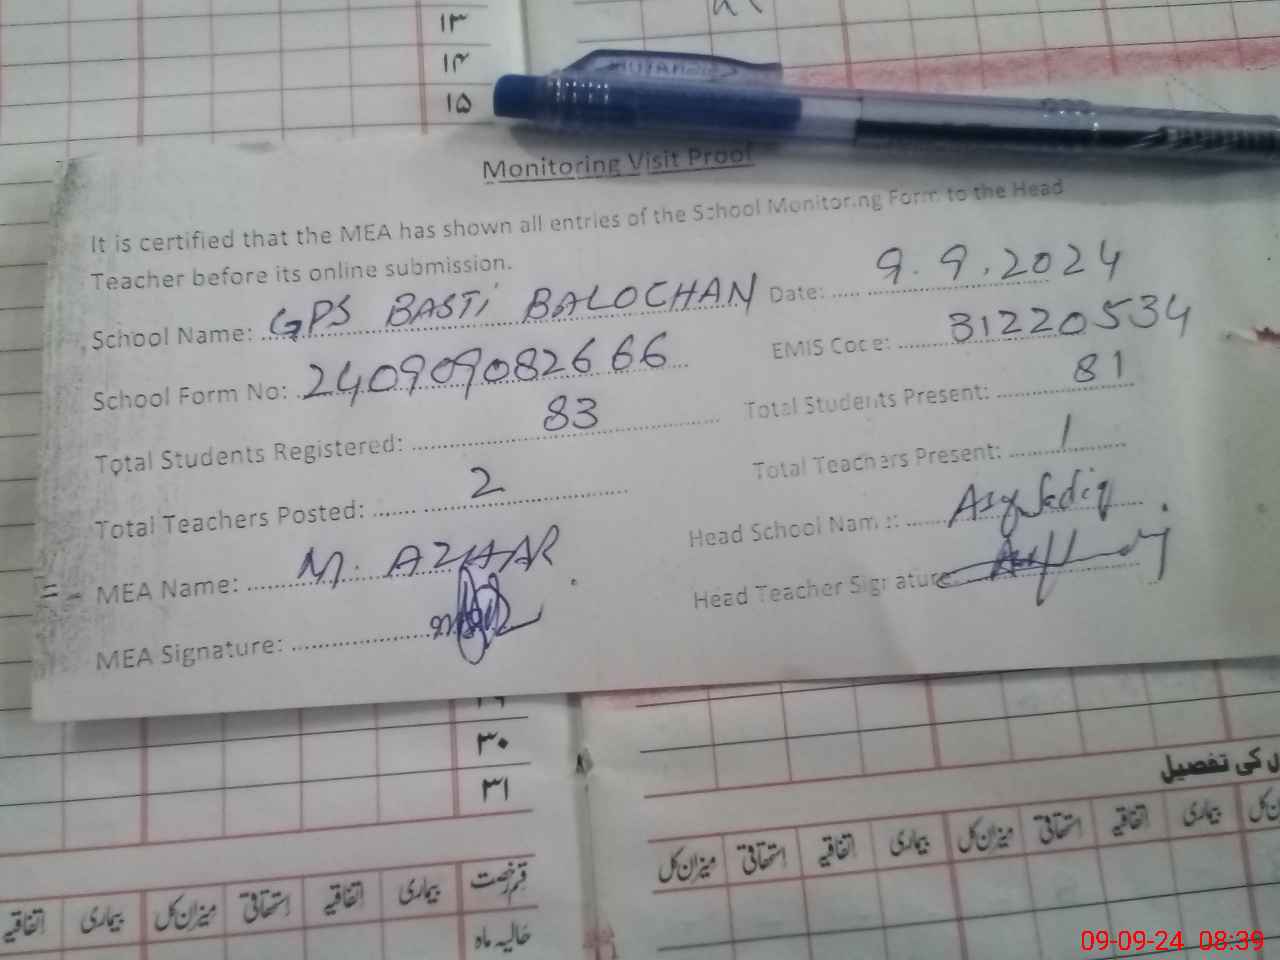 ۱۳
۱۴
۱۵
Monitoring Visit Proof
It is certified that the MEA has shown all entries of the School Monitoring Form to the Head
Teacher before its online submission.
School Name: GPS BASTI BALOCHAN Date: 9.9.2024
School Form No: 240909082666 EMIS Code: 31220534
Total Students Registered: 83 Total Students Present: 81
Total Teachers Posted: 2 Total Teachers Present: 1
MEA Name: M. AZHAR Head School Name:
MEA Signature: Head Teacher Signature:
۳۰
۳۱
کی تفصیل
میزان کل استحقاقی اتفاقیہ بیماری میزان کل استحقاقی اتفاقیہ بیماری
قسم رخصت بیماری اتفاقیہ استحقاقی میزان کل بیماری اتفاقیہ
حالیہ ماہ
09-09-24 08:39